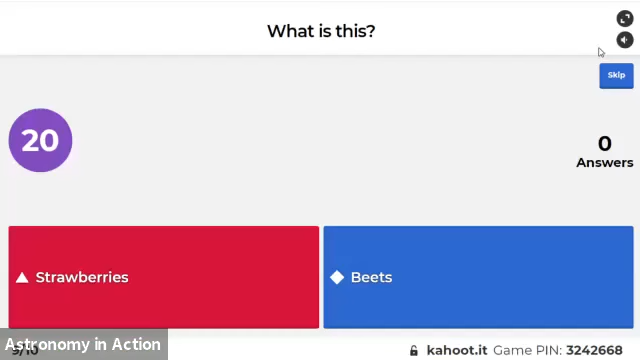 What is this?
Skip
20
0
Answers
Strawberries
Beets
Astronomy in Action
kahoot.it Game PIN: 3242668